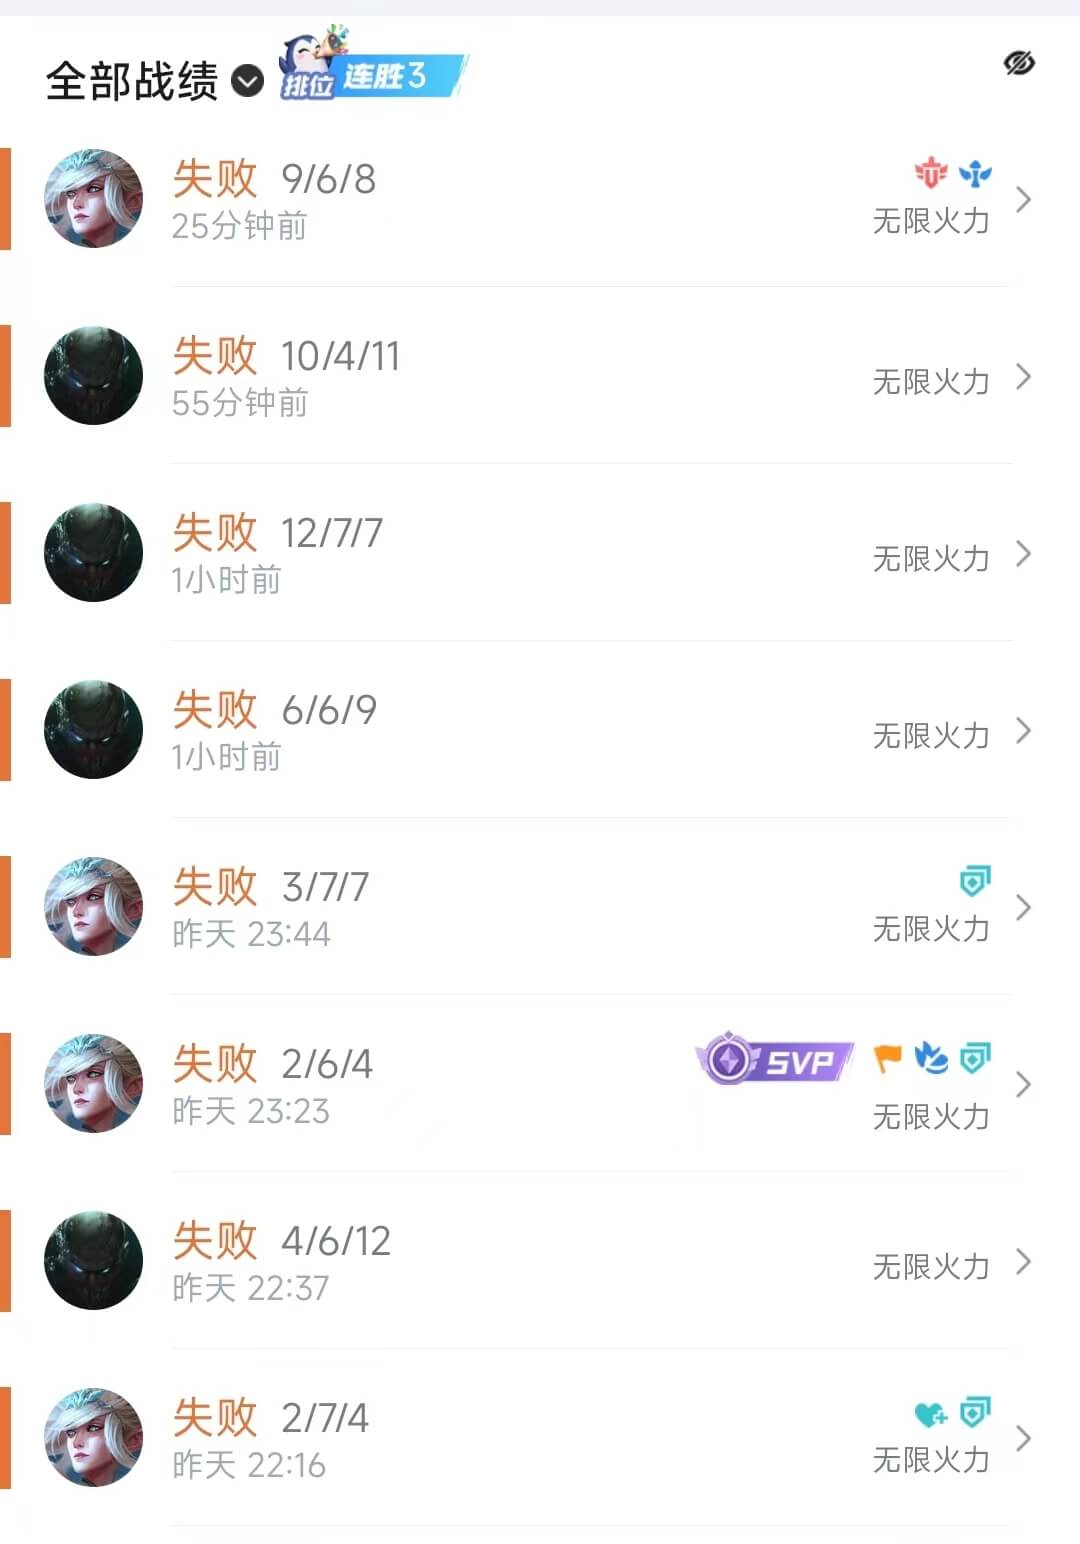 全部战绩 排位 连胜3
失败 9/6/8
25分钟前
无限火力
失败 10/4/11
55分钟前
无限火力
失败 12/7/7
1小时前
无限火力
失败 6/6/9
1小时前
无限火力
失败 3/7/7
昨天 23:44
无限火力
失败 2/6/4
SVP
昨天 23:23
无限火力
失败 4/6/12
昨天 22:37
无限火力
失败 2/7/4
昨天 22:16
无限火力